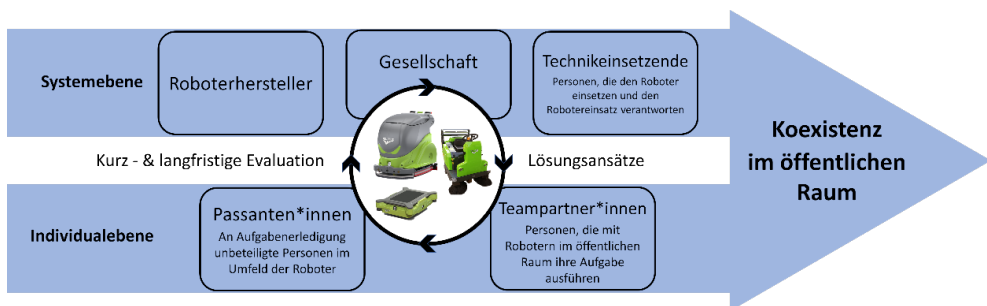 Systemebene
Roboterhersteller
Gesellschaft
Technikeinsetzende
Personen, die den Roboter
einsetzen und den
Robotereinsatz verantworten
Kurz - & langfristige Evaluation
Lösungsansätze
Koexistenz
im öffentlichen
Raum
Individualebene
Passanten*innen
An Aufgabenerledigung
unbeteiligte Personen im
Umfeld der Roboter
Teampartner*innen
Personen, die mit
Robotern im öffentlichen
Raum ihre Aufgabe
ausführen